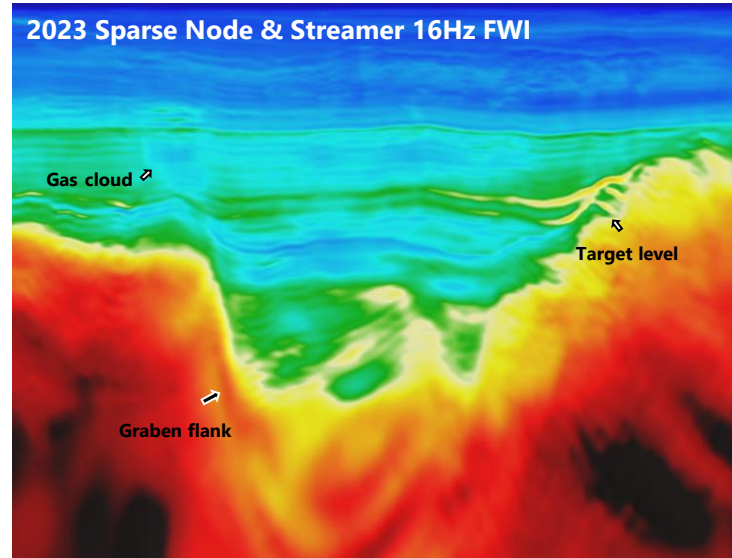 2023 Sparse Node & Streamer 16Hz FWI
Gas cloud
Target level
Graben flank